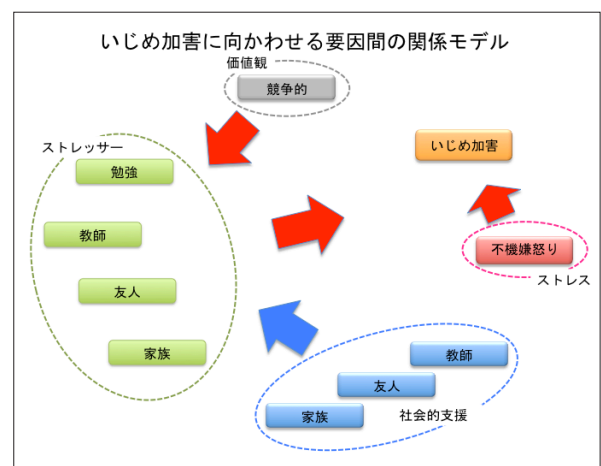 いじめ加害に向かわせる要因間の関係モデル
価値観
競争的
ストレッサー
勉強
教師
友人
家族
いじめ加害
不機嫌怒り
ストレス
教師
友人
家族
社会的支援